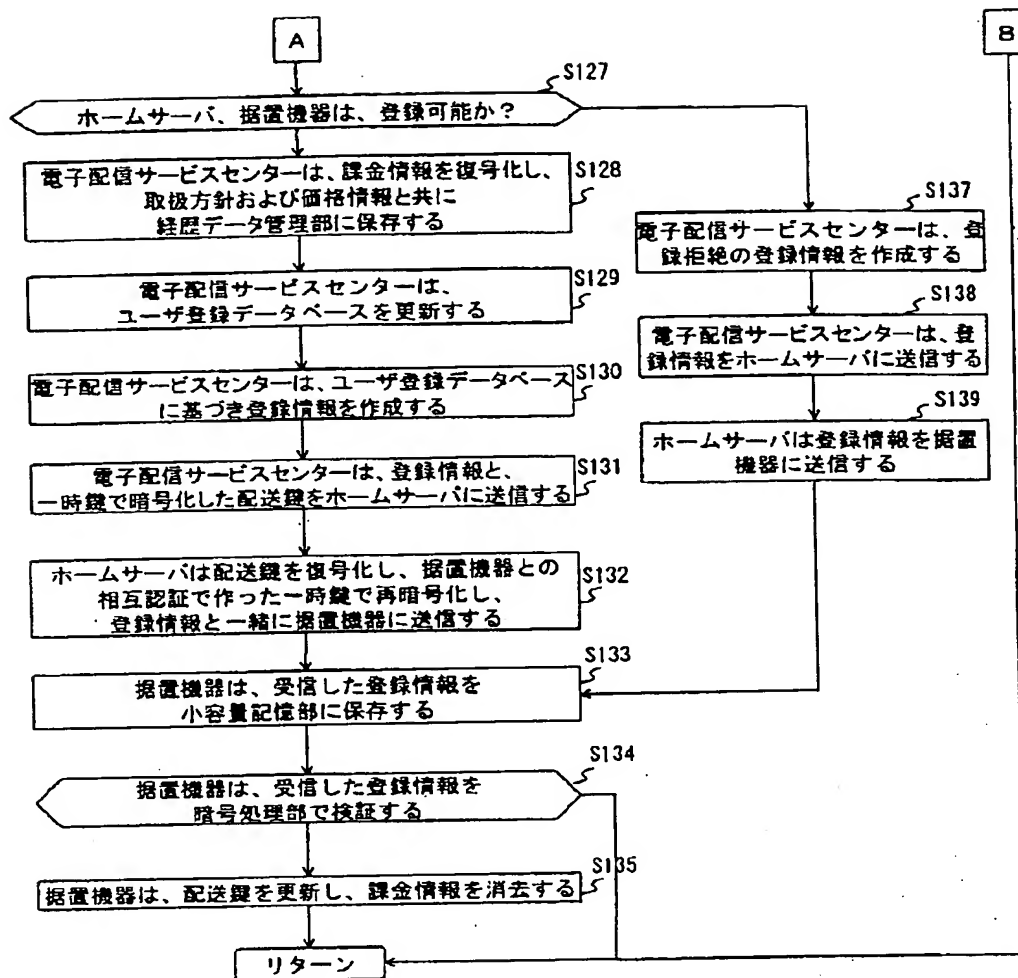 A
B
S127
ホームサーバ、据置機器は、登録可能か?
電子配信サービスセンターは、課金情報を復号化し、
取扱方針および価格情報と共に
経歴データ管理部に保存する
S128
電子配信サービスセンターは、
ユーザ登録データベースを更新する
S129
電子配信サービスセンターは、ユーザ登録データベース
に基づき登録情報を作成する
S130
電子配信サービスセンターは、登録情報と、
一時鍵で暗号化した配送鍵をホームサーバに送信する
S131
ホームサーバは配送鍵を復号化し、据置機器との
相互認証で作った一時鍵で再暗号化し、
登録情報と一緒に据置機器に送信する
S132
S133
据置機器は、受信した登録情報を
小容量記憶部に保存する
S134
据置機器は、受信した登録情報を
暗号処理部で検証する
S135
据置機器は、配送鍵を更新し、課金情報を消去する
リターン
S137
電子配信サービスセンターは、登
録拒絶の登録情報を作成する
S138
電子配信サービスセンターは、登
録情報をホームサーバに送信する
S139
ホームサーバは登録情報を据置
機器に送信する